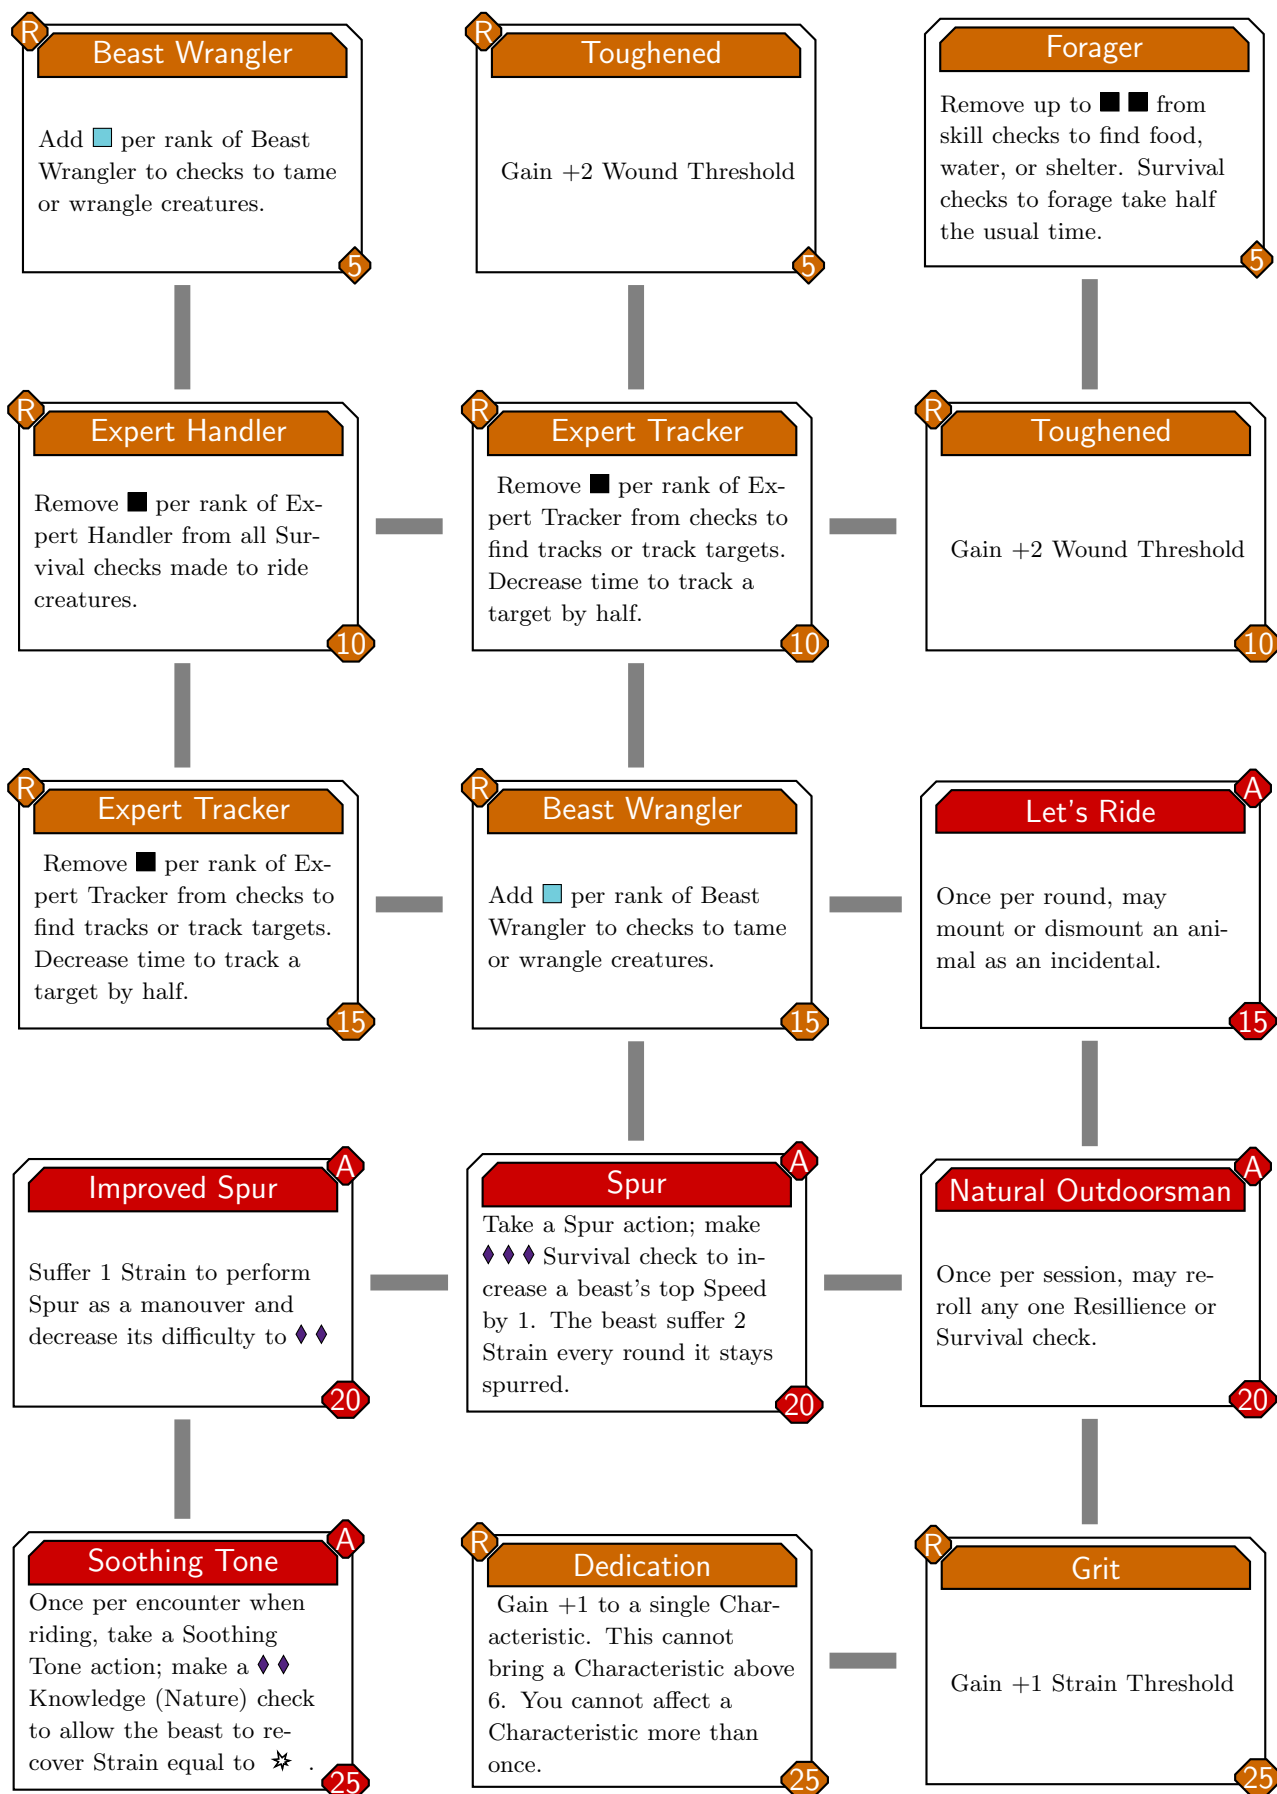 R
Beast Wrangler
Add per rank of Beast
Wrangler to checks to tame
or wrangle creatures.
5
R
Toughened
Gain +2 Wound Threshold
5
Forager
Remove up to from
skill checks to find food,
water, or shelter. Survival
checks to forage take half
the usual time.
5
R
Expert Handler
Remove per rank of Ex-
pert Handler from all Sur-
vival checks made to ride
creatures.
10
R
Expert Tracker
Remove per rank of Ex-
pert Tracker from checks to
find tracks or track targets.
Decrease time to track a
target by half.
10
R
Toughened
Gain +2 Wound Threshold
10
R
Expert Tracker
Remove per rank of Ex-
pert Tracker from checks to
find tracks or track targets.
Decrease time to track a
target by half.
15
R
Beast Wrangler
Add per rank of Beast
Wrangler to checks to tame
or wrangle creatures.
15
A
Let's Ride
Once per round, may
mount or dismount an ani-
mal as an incidental.
15
A
Improved Spur
Suffer 1 Strain to perform
Spur as a manouver and
decrease its difficulty to
20
A
Spur
Take a Spur action; make
Survival check to in-
crease a beast's top Speed
by 1. The beast suffer 2
Strain every round it stays
spurred.
20
A
Natural Outdoorsman
Once per session, may re-
roll any one Resillience or
Survival check.
20
A
Soothing Tone
Once per encounter when
riding, take a Soothing
Tone action; make a
Knowledge (Nature) check
to allow the beast to re-
cover Strain equal to .
25
R
Dedication
Gain +1 to a single Char-
acteristic. This cannot
bring a Characteristic above
6. You cannot affect a
Characteristic more than
once.
25
R
Grit
Gain +1 Strain Threshold
25